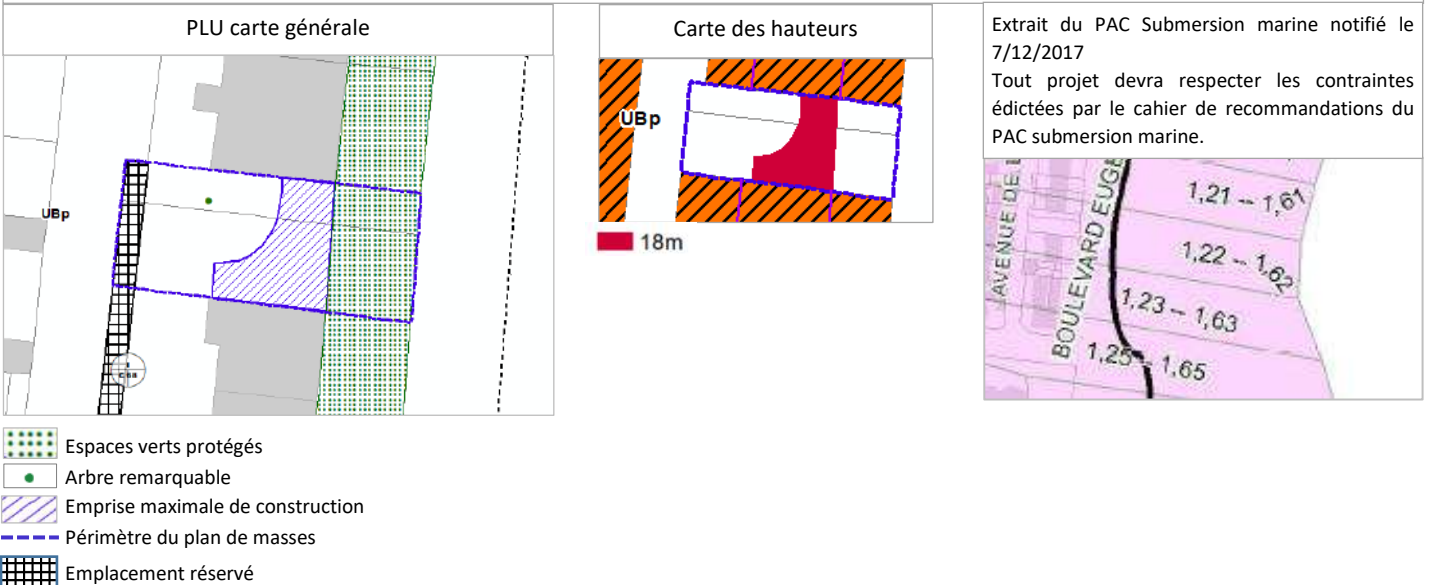 PLU carte générale
UBp
Carte des hauteurs
UBp
18m
Extrait du PAC Submersion marine notifié le
7/12/2017
Tout projet devra respecter les contraintes
édictées par le cahier de recommandations du
PAC submersion marine.
AVENUE DE
BOULEVARD EUGE
1,21 – 1,61
1,22 – 1,62
1,23 – 1,63
1,25 – 1,65
Espaces verts protégés
Arbre remarquable
Emprise maximale de construction
Périmètre du plan de masses
Emplacement réservé